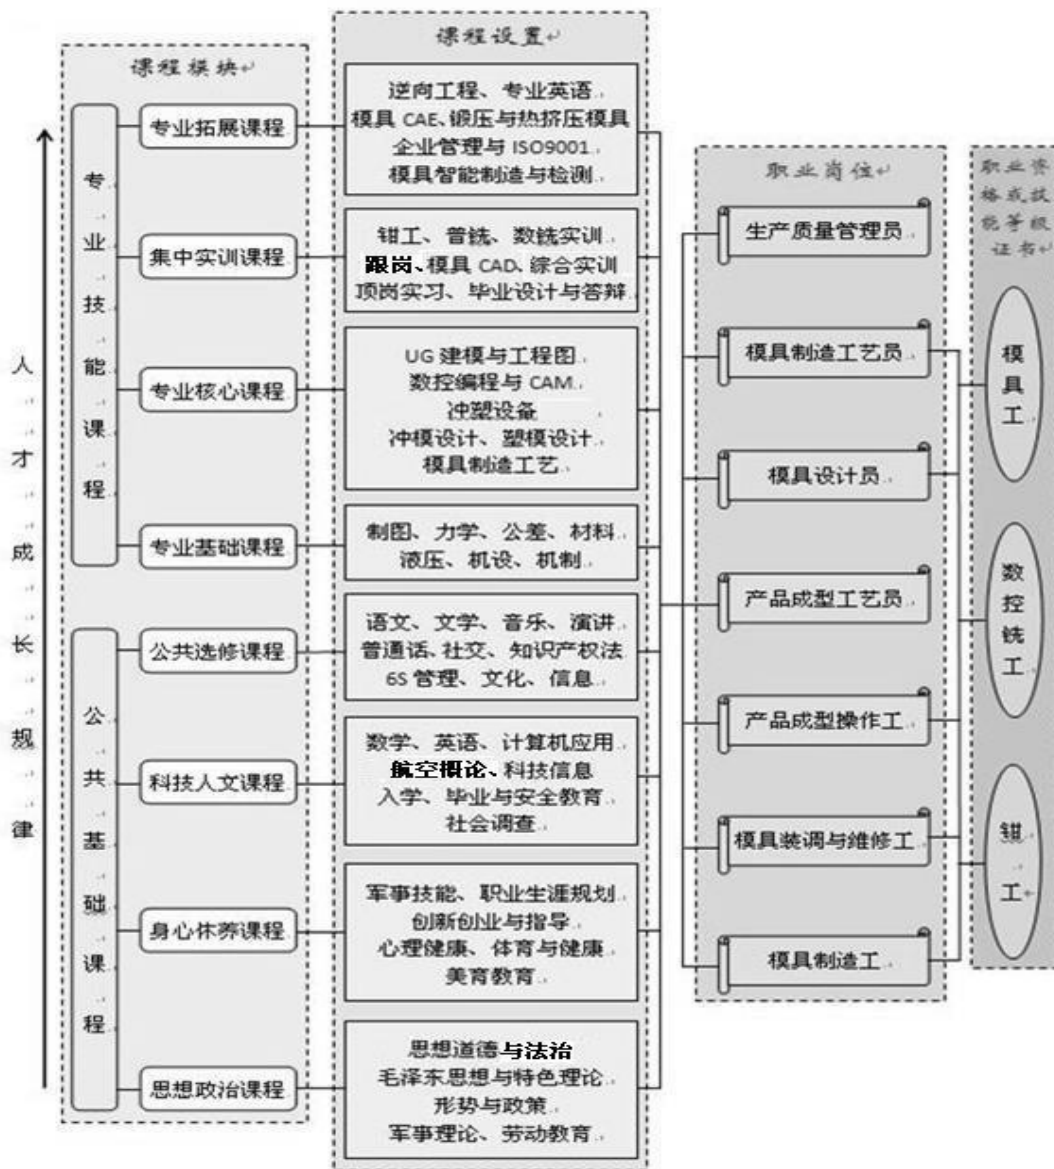 人才成长规律
课程模块
专业技能课程
专业拓展课程
集中实训课程
专业核心课程
专业基础课程
公共基础课程
公共选修课程
科技人文课程
身心休养课程
思想政治课程
课程设置
逆向工程、专业英语
模具 CAE、锻压与热挤压模具
企业管理与 ISO9001
模具智能制造与检测
钳工、普铣、数铣实训
跟岗、模具 CAD、综合实训
顶岗实习、毕业设计与答辩
UG 建模与工程图
数控编程与 CAM
冲塑设备
冲模设计、塑模设计
模具制造工艺
制图、力学、公差、材料
液压、机设、机制
语文、文学、音乐、演讲
普通话、社交、知识产权法
6S 管理、文化、信息
数学、英语、计算机应用
航空概论、科技信息
入学、毕业与安全教育
社会调查
军事技能、职业生涯规划
创新创业与指导
心理健康、体育与健康
美育教育
思想道德与法治
毛泽东思想与特色理论
形势与政策
军事理论、劳动教育
职业岗位
生产质量管理员
模具制造工艺员
模具设计员
产品成型工艺员
产品成型操作工
模具装调与维修工
模具制造工
职业资
格或技
能等级
证书
模具工
数控铣工
钳工